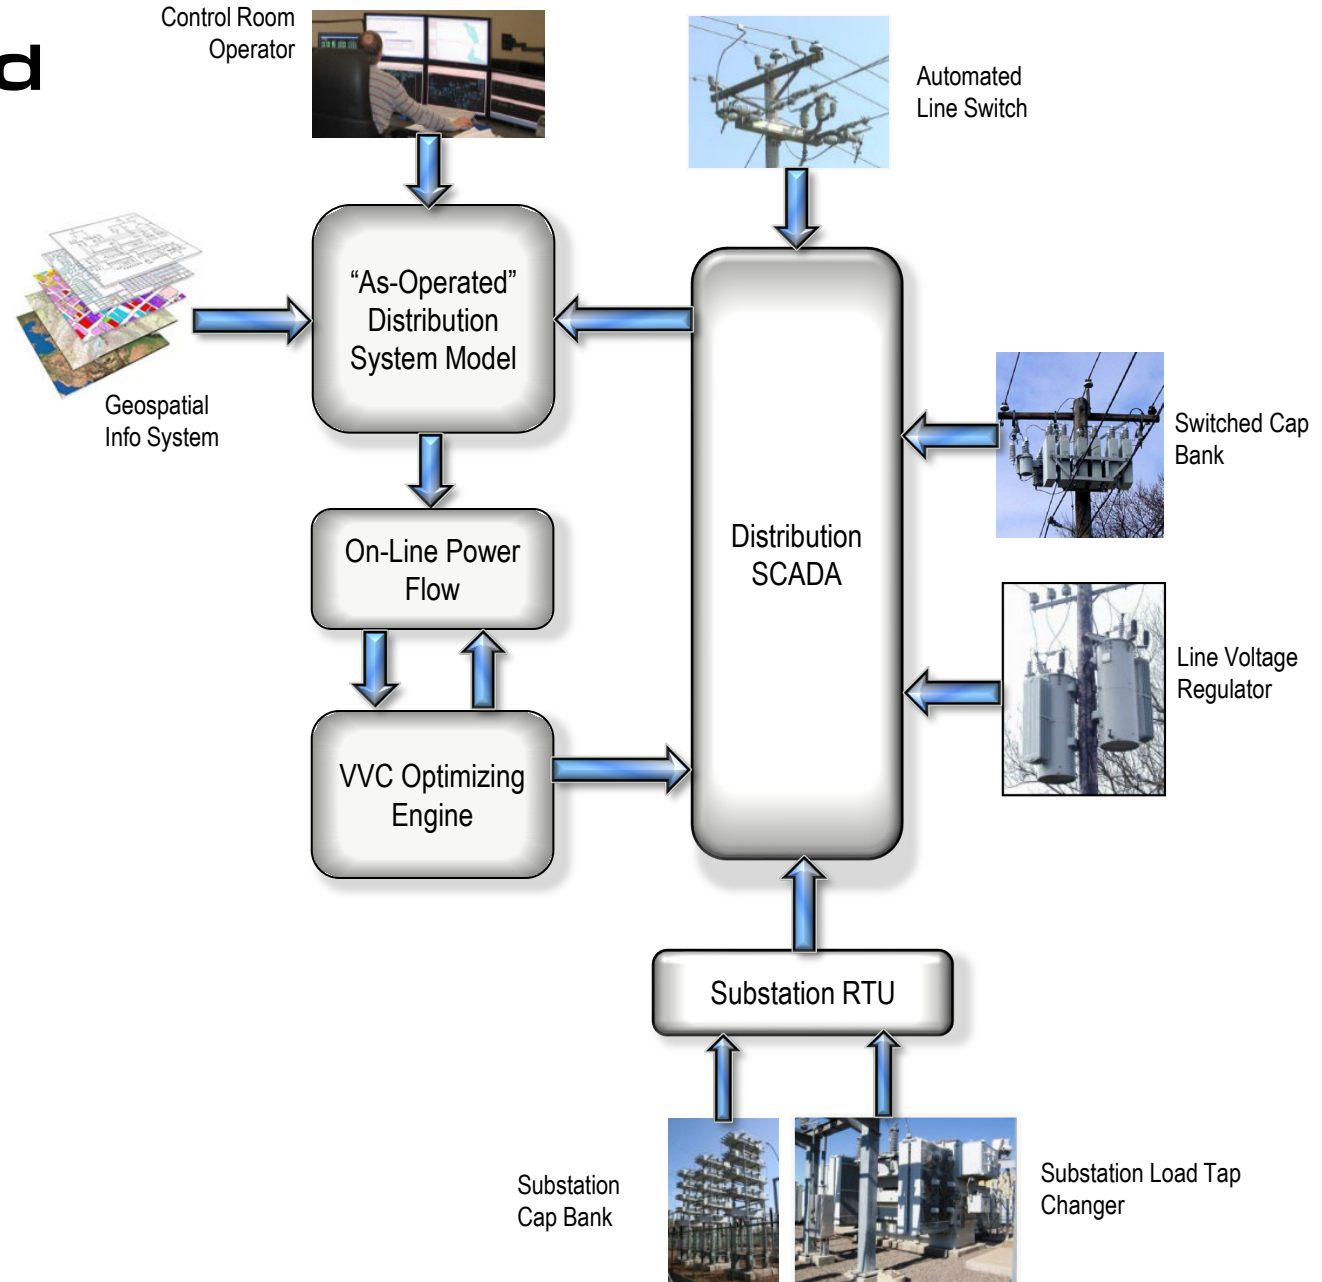 Control Room
Operator
d
Automated
Line Switch
“As-Operated”
Distribution
System Model
Geospatial
Info System
Switched Cap
Bank
On-Line Power
Flow
Distribution
SCADA
Line Voltage
Regulator
VVC Optimizing
Engine
Substation RTU
Substation
Cap Bank
Substation Load Tap
Changer